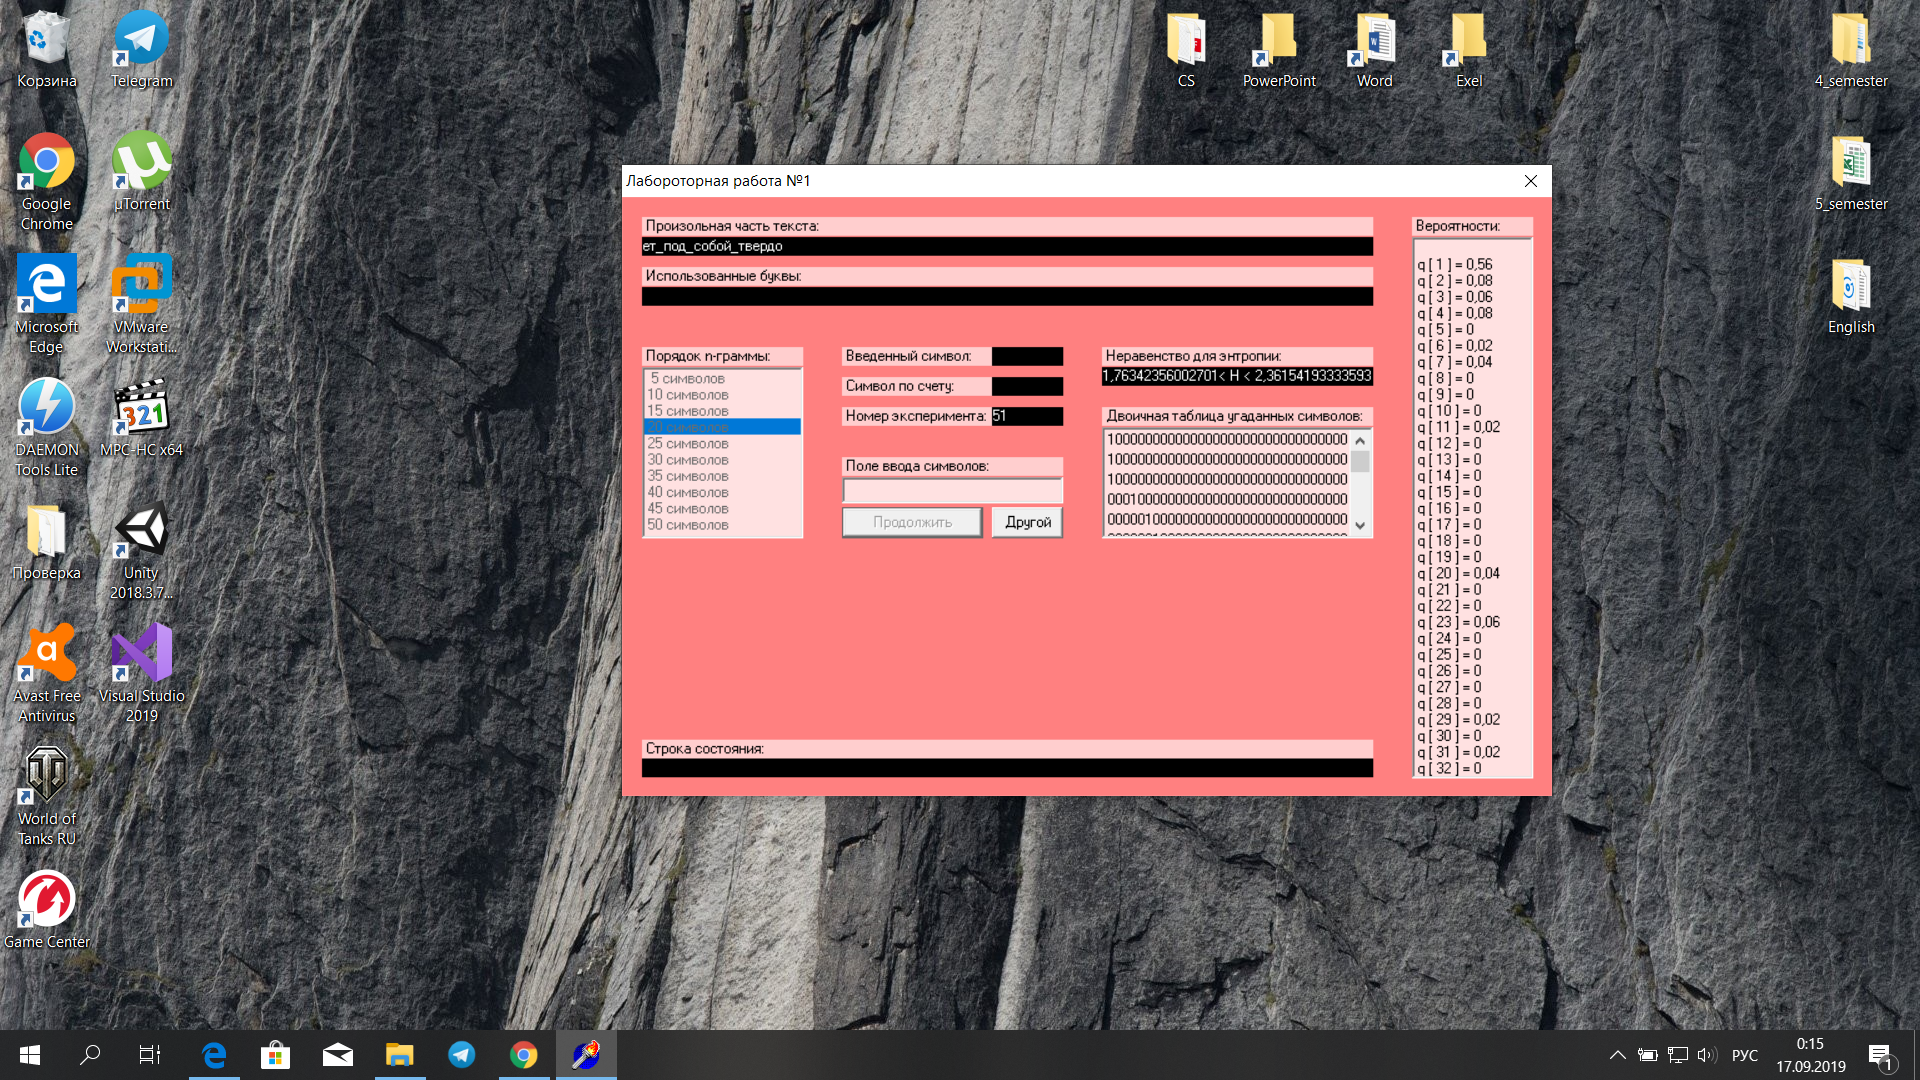 Корзина
Telegram
Google Chrome
µTorrent
Microsoft Edge
VMware Workstati...
DAEMON Tools Lite
MPC-HC x64
Проверка
Unity 2018.3.7...
Avast Free Antivirus
Visual Studio 2019
World of Tanks RU
Game Center
CS
PowerPoint
Word
Exel
4_semester
5_semester
English
Лабороторная работа №1
Произольная часть текста:
ет_под_собой_твердо
Использованные буквы:
Порядок n-граммы:
5 символов
10 символов
15 символов
20 символов
25 символов
30 символов
35 символов
40 символов
45 символов
50 символов
Введенный символ:
Символ по счету:
Номер эксперимента: 51
Поле ввода символов:
Продолжить
Другой
Неравенство для энтропии:
1,76342356002701< H < 2,36154193333593
Двоичная таблица угаданных символов:
10000000000000000000000000000000
10000000000000000000000000000000
10000000000000000000000000000000
00010000000000000000000000000000
00000100000000000000000000000000
Строка состояния:
Вероятности:
q [ 1 ] = 0,56
q [ 2 ] = 0,08
q [ 3 ] = 0,06
q [ 4 ] = 0,08
q [ 5 ] = 0
q [ 6 ] = 0,02
q [ 7 ] = 0,04
q [ 8 ] = 0
q [ 9 ] = 0
q [ 10 ] = 0
q [ 11 ] = 0,02
q [ 12 ] = 0
q [ 13 ] = 0
q [ 14 ] = 0
q [ 15 ] = 0
q [ 16 ] = 0
q [ 17 ] = 0
q [ 18 ] = 0
q [ 19 ] = 0
q [ 20 ] = 0,04
q [ 21 ] = 0
q [ 22 ] = 0
q [ 23 ] = 0,06
q [ 24 ] = 0
q [ 25 ] = 0
q [ 26 ] = 0
q [ 27 ] = 0
q [ 28 ] = 0
q [ 29 ] = 0,02
q [ 30 ] = 0
q [ 31 ] = 0,02
q [ 32 ] = 0
РУС
0:15
17.09.2019
1